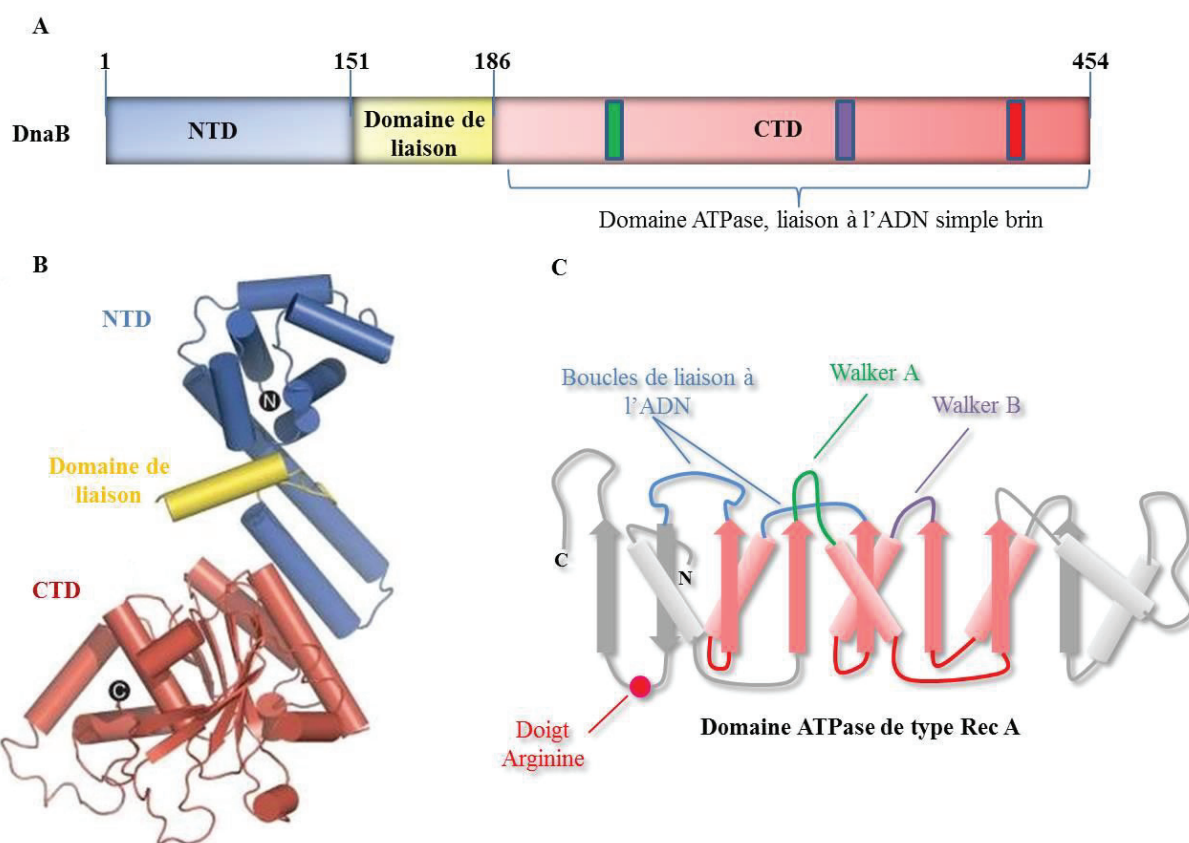 A
1 151 186 454
DnaB
NTD
Domaine de
liaison
CTD
Domaine ATPase, liaison à l'ADN simple brin
B
NTD
N
Domaine de
liaison
CTD
C
C
Boucles de liaison à
l'ADN
Walker A
Walker B
C
N
Doigt
Arginine
Domaine ATPase de type Rec A